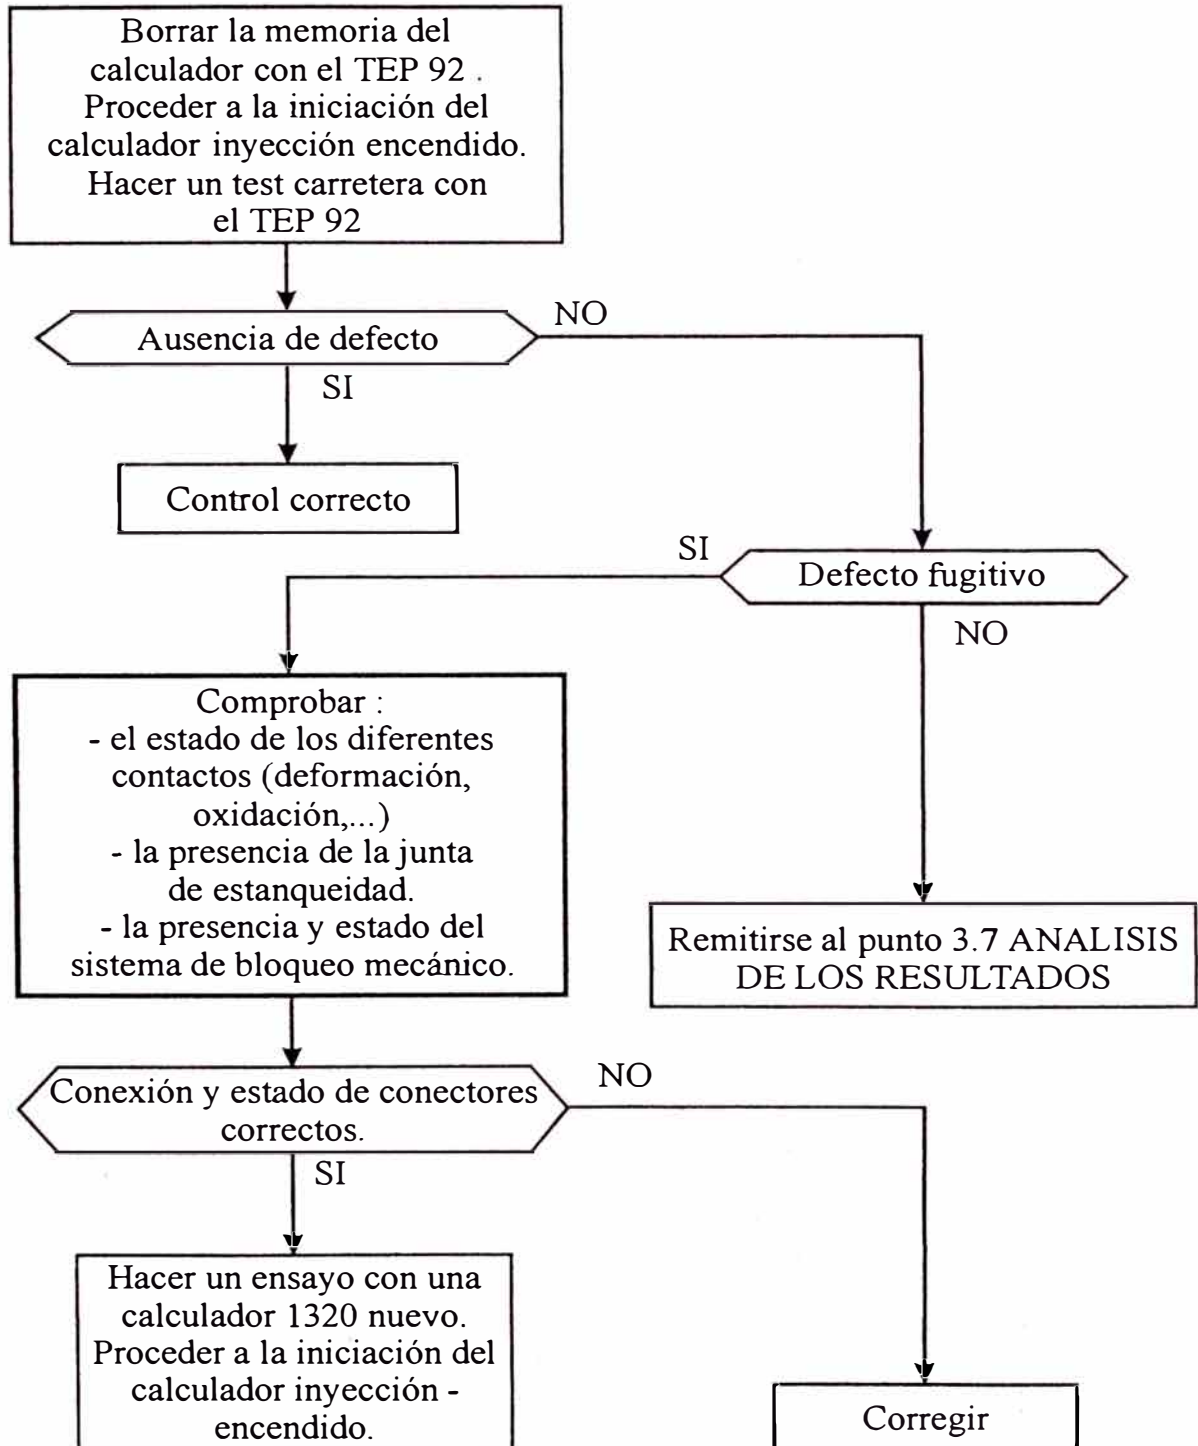 Borrar la memoria del
calculador con el TEP 92 .
Proceder a la iniciación del
calculador inyección encendido.
Hacer un test carretera con
el TEP 92
NO
Ausencia de defecto
SI
Control correcto
SI
Defecto fugitivo
NO
Comprobar :
- el estado de los diferentes
contactos (deformación,
oxidación,...)
- la presencia de la junta
de estanqueidad.
- la presencia y estado del
sistema de bloqueo mecánico.
Remitirse al punto 3.7 ANALISIS
DE LOS RESULTADOS
Conexión y estado de conectores
correctos.
NO
SI
Hacer un ensayo con una
calculador 1320 nuevo.
Proceder a la iniciación del
calculador inyección -
encendido.
Corregir